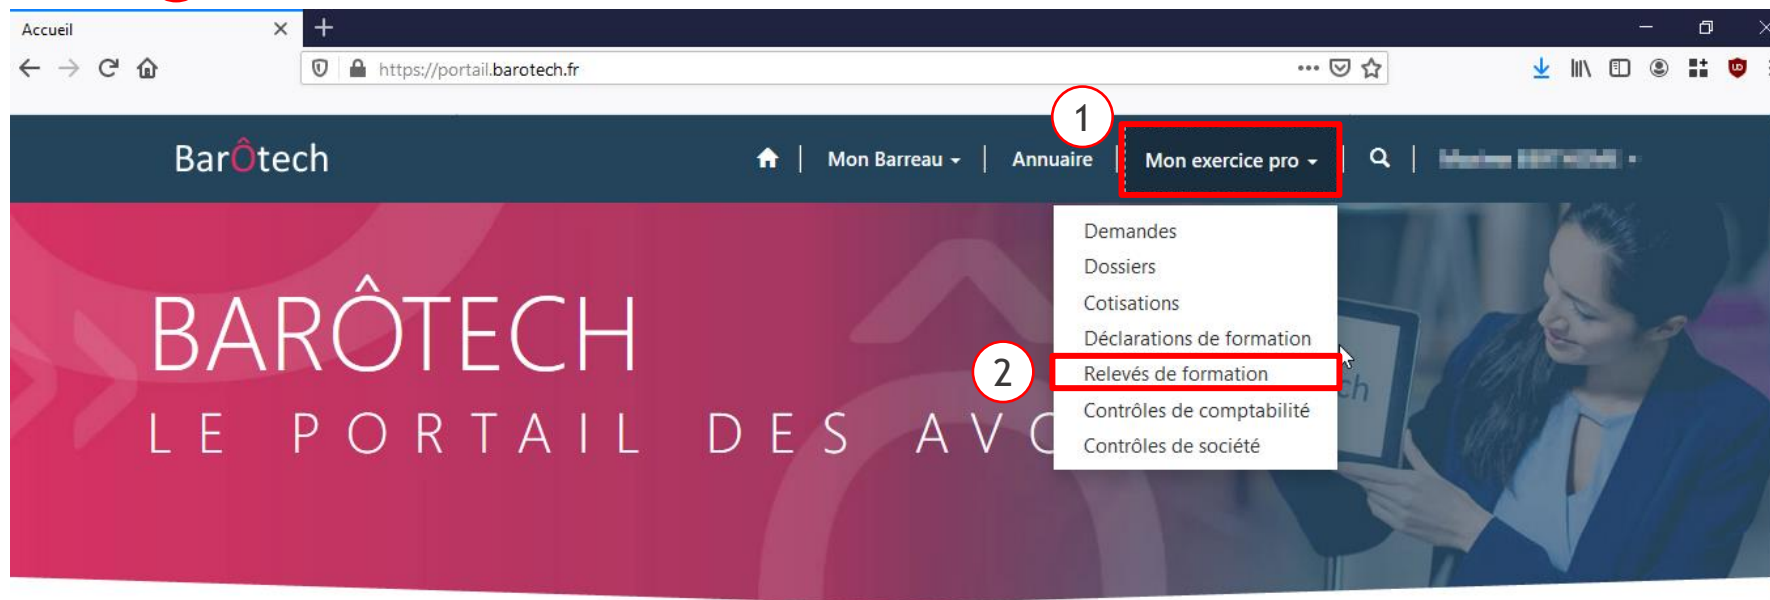 Accueil
https://portail.barotech.fr
1
BarÔtech
Mon Barreau
Annuaire
Mon exercice pro
Demandes
Dossiers
Cotisations
Déclarations de formation
2
Relevés de formation
Contrôles de comptabilité
Contrôles de société
BARÔTECH
LE PORTAIL DES
ch